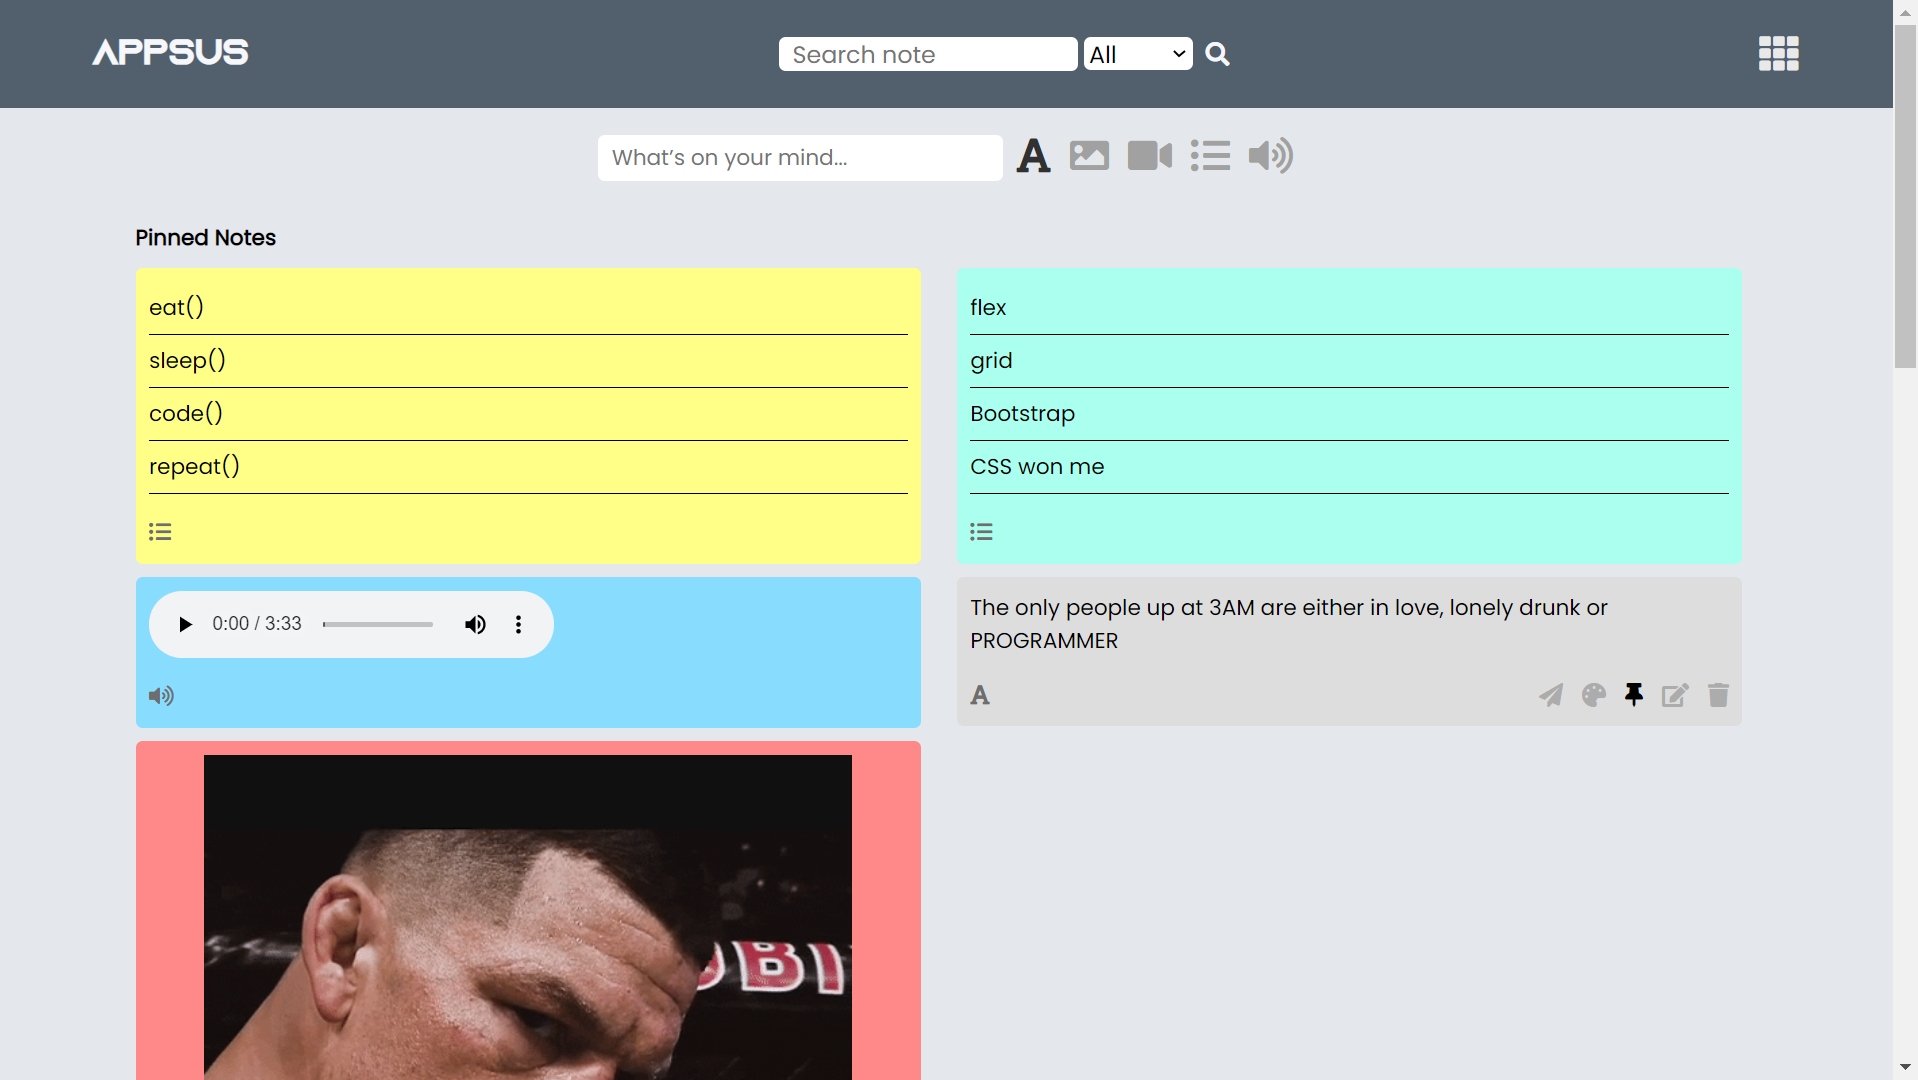 APPSUS
Search note
All
What's on your mind...
A
Pinned Notes
eat()
sleep()
code()
repeat()
flex
grid
Bootstrap
CSS won me
0:00 / 3:33
The only people up at 3AM are either in love, lonely drunk or
PROGRAMMER
A